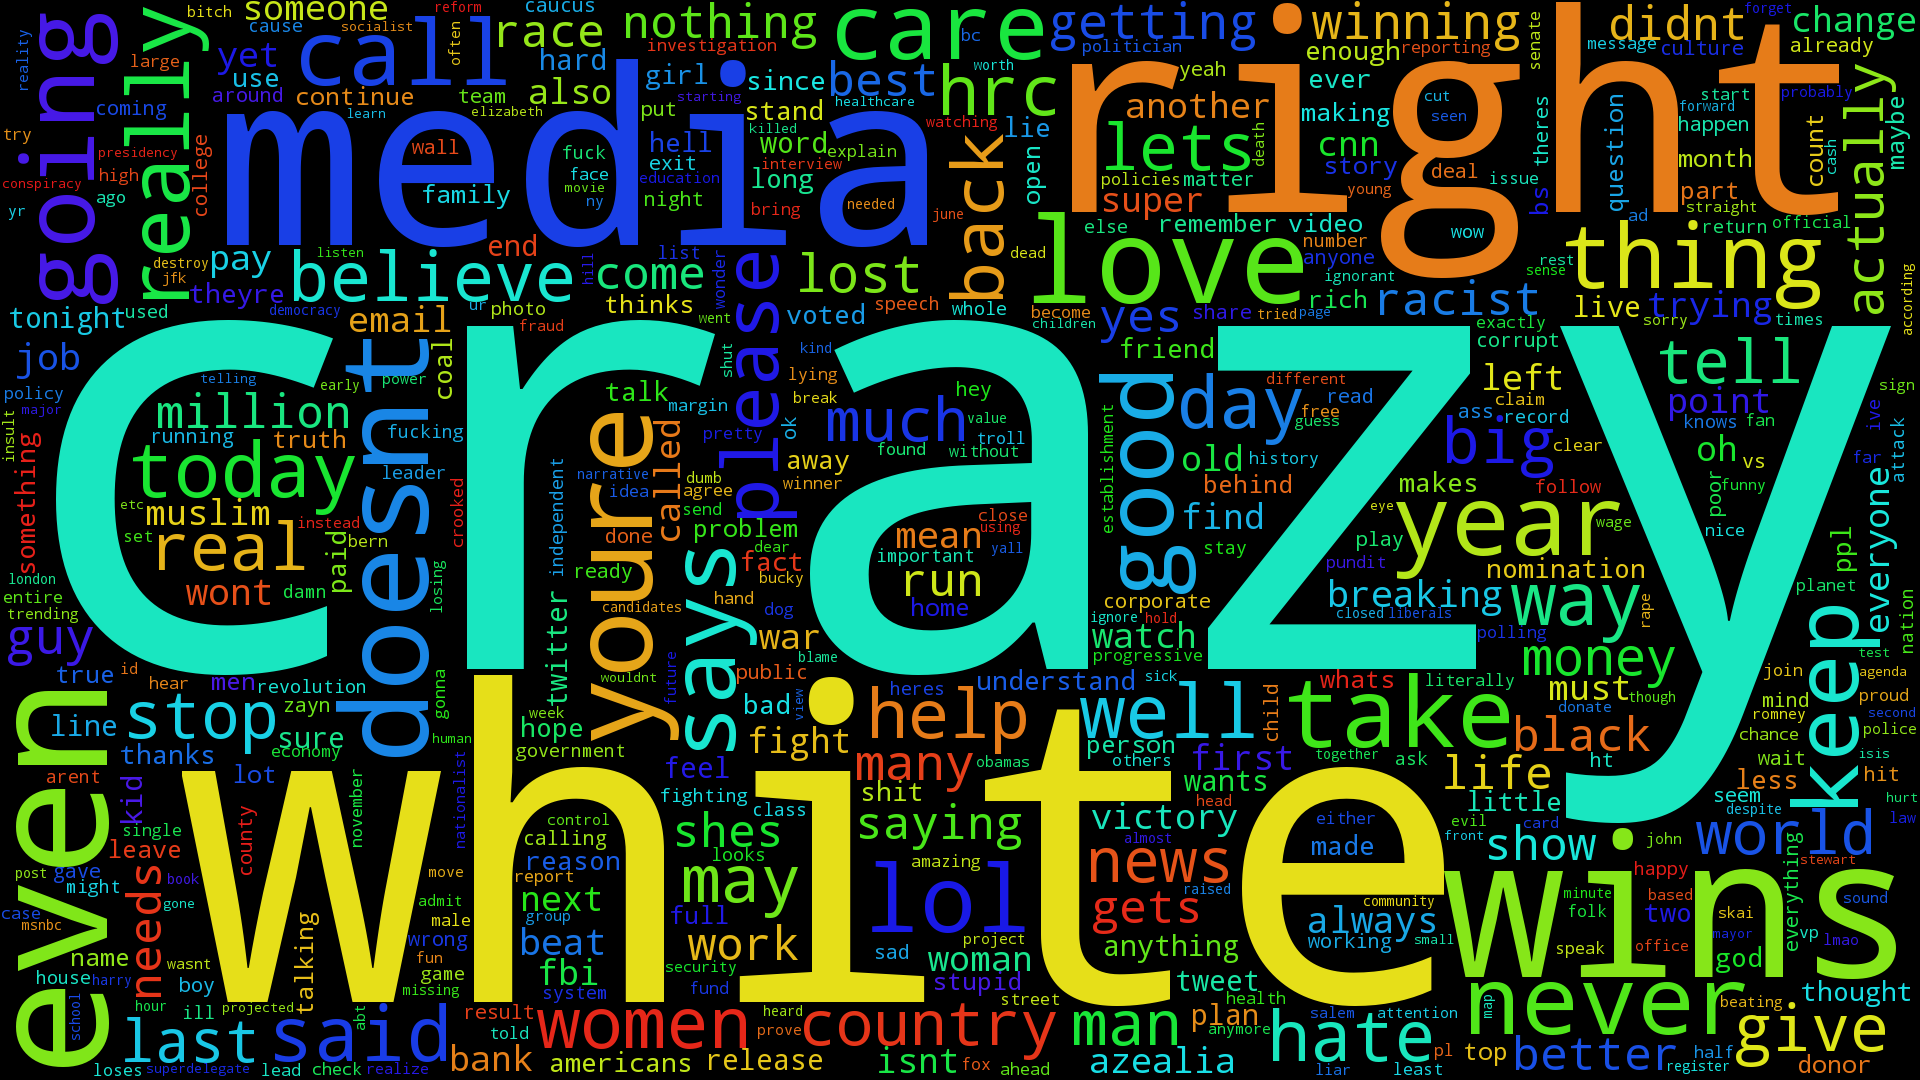 bitch
reform
caucus
someone
cause
socialist
often
call
race
nothing
care
bc
getting
winning
didnt
forget
change
already
reality
going
large
really
yet
use
around
hard
investigation
politician
enough
reporting
senate
message
culture
coming
continue
team
also
girl
since
best
worth
yeah
ever
try
learn
elizabeth
put
starting
stand
healthcare
hrc
another
making
cut
seen
theres
question
start
forward
probably
happen
actually
maybe
presidency
college
media
wall
fuck
hell
killed
word
explain
watching
lie
lets
death
cnn
right
month
count
cash
conspiracy
high
ago
family
face
exit
interview
long
back
open
policies
matter
story
deal
issue
bs
part
yr
movie
ny
education
night
bring
needed
june
super
young
straight
official
destroy
jfk
pay
listen
end
hill
list
come
please
wonder
lost
love
else
remember
video
number
anyone
wow
ad
return
thing
rest
sense
theyre
believe
dead
ignorant
rich
racist
live
trying
according
tonight
used
democracy
email
ur
photo
fraud
thinks
went
voted
speech
whole
become
children
yes
share
tried
page
exactly
corrupt
sorry
times
job
doesnt
coal
shut
kind
friend
tell
policy
telling
early
power
crazy
talk
margin
lying
break
hey
value
different
free
read
left
claim
point
sign
major
insult
million
running
truth
fucking
youre
called
pretty
ok
much
troll
found
without
good
day
guess
ass
record
big
clear
knows
fan
ive
something
today
leader
crooked
independent
narrative
idea
dumb
agree
away
winner
establishment
old
history
behind
makes
follow
oh
vs
far
attack
etc
muslim
instead
set
real
bern
paid
done
send
problem
mean
close
using
find
stay
year
eye
play
wage
poor
funny
nice
everyone
london
entire
trending
wont
damn
losing
twitter
ready
fact
dear
bucky
important
yall
run
pundit
nomination
ppl
planet
guy
candidates
says
hand
dog
home
corporate
ignore
hold
breaking
closed
liberals
way
rape
keep
nation
true
id
hear
men
revolution
zayn
gonna
wouldnt
future
war
blame
public
watch
progressive
polling
money
test
join
agenda
even
line
stop
sure
economy
human
week
hope
government
bad
view
fight
heres
understand
sick
help
well
child
whats
literally
take
must
though
donate
mind
proud
romney
second
chance
police
thanks
arent
kid
lot
november
nationalist
white
feel
many
obamas
person
others
first
together
ask
black
ht
life
wait
isis
less
hit
fighting
class
shit
wants
head
little
seem
despite
hurt
single
county
leave
control
calling
shes
looks
saying
victory
almost
either
card
evil
front
show
john
world
law
post
gave
might
book
gone
needs
move
reason
report
may
amazing
lol
news
raised
made
wins
happy
stewart
case
msnbc
name
wasnt
talking
admit
male
next
group
full
gets
community
always
minute
folk
based
two
skai
everything
sound
house
harry
boy
wrong
fun
game
missing
beat
fbi
system
work
security
fund
sad
project
woman
stupid
anything
working
small
speak
office
mayor
god
vp
lmao
school
hour
ill
projected
abt
result
told
heard
prove
street
tweet
health
plan
anymore
salem
attention
never
map
beating
give
thought
last
said
women
country
man
hate
loses
superdelegate
lead
check
realize
bank
americans
release
isnt
fox
ahead
azealia
liar
least
pl
top
better
half
register
donor